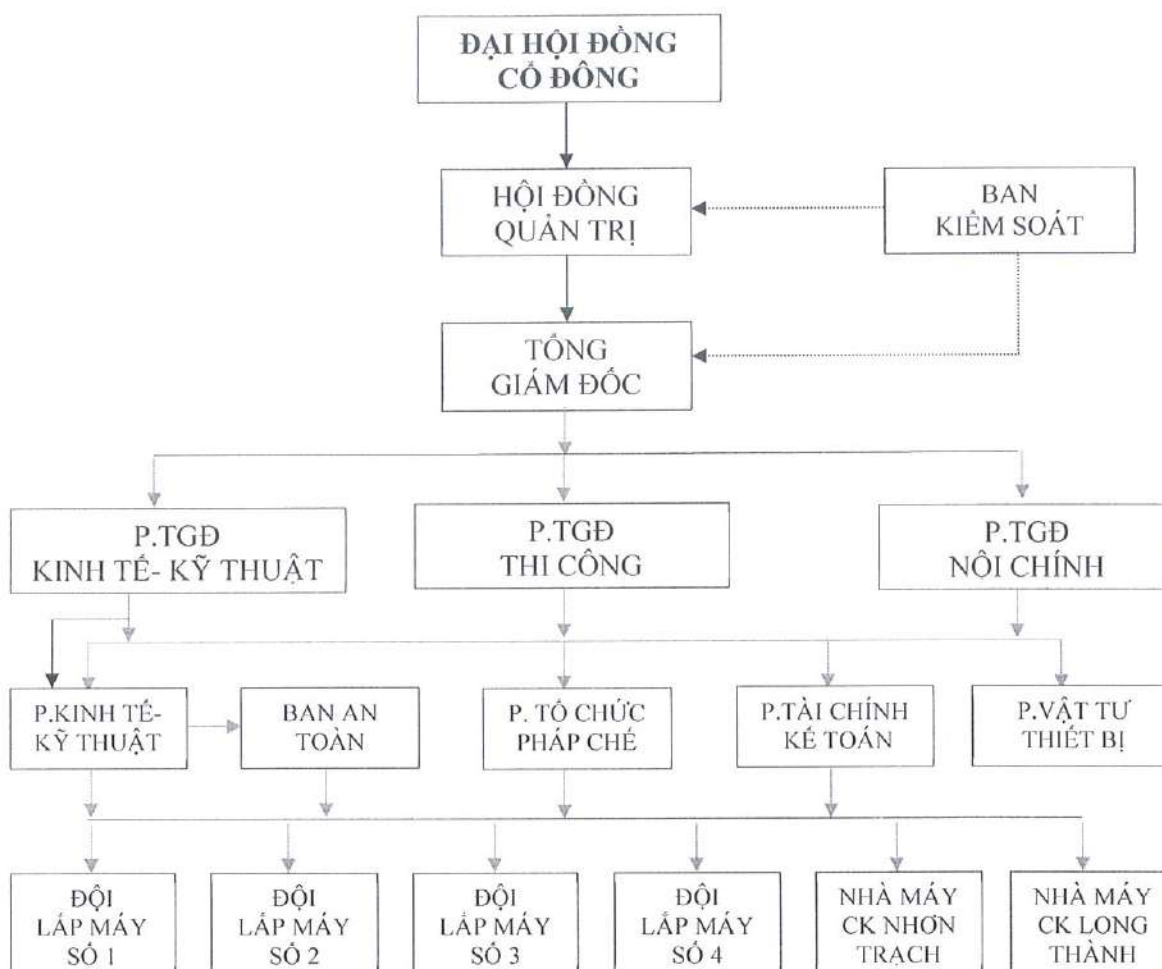 ĐẠI HỘI ĐỒNG
CỔ ĐÔNG
HỘI ĐỒNG
QUẢN TRỊ
BAN
KIỂM SOÁT
TỔNG
GIÁM ĐỐC
P.TGĐ
KINH TẾ- KỸ THUẬT
P.TGĐ
THI CÔNG
P.TGĐ
NỘI CHÍNH
P.KINH TẾ-
KỸ THUẬT
BAN AN
TOÀN
P. TỔ CHỨC
PHÁP CHẾ
P.TÀI CHÍNH
KẾ TOÁN
P.VẬT TƯ
THIẾT BỊ
ĐỘI
LẮP MÁY
SỐ 1
ĐỘI
LẮP MÁY
SỐ 2
ĐỘI
LẮP MÁY
SỐ 3
ĐỘI
LẮP MÁY
SỐ 4
NHÀ MÁY
CK NHƠN
TRẠCH
NHÀ MÁY
CK LONG
THÀNH